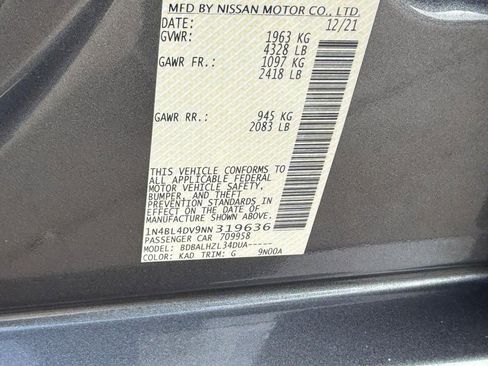 MFD BY NISSAN MOTOR CO., LTD.
DATE: 12/21
GVWR: 1963 KG
4328 LB
GAWR FR.: 1097 KG
2418 LB
GAWR RR.: 945 KG
2083 LB
THIS VEHICLE CONFORMS TO
ALL APPLICABLE FEDERAL
MOTOR VEHICLE SAFETY,
BUMPER, AND THEFT
PREVENTION STANDARDS IN
EFFECT ON THE DATE OF
MANUFACTURE SHOWN ABOVE.
1N4BL4DV9NN319636
PASSENGER CAR 709958
MODEL: BDBALHZL34DUA-----
COLOR: KAD TRIM: G 9N00A